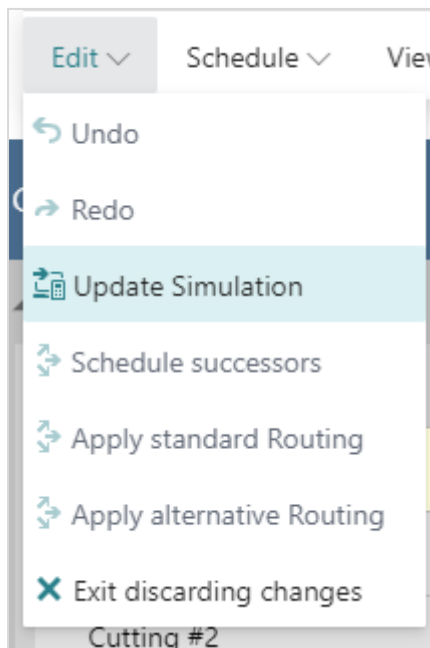 Edit
Schedule
Undo
Redo
Update Simulation
Schedule successors
Apply standard Routing
Apply alternative Routing
Exit discarding changes
Cutting #2